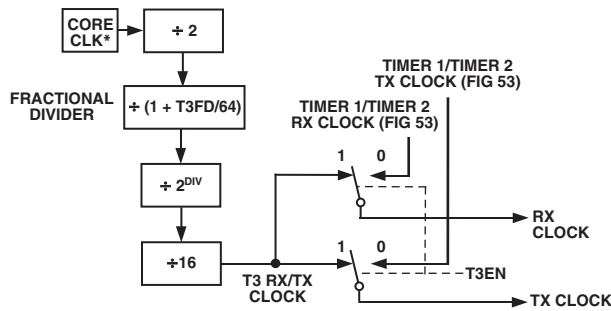 CORE
CLK*
÷ 2
TIMER 1/TIMER 2
TX CLOCK (FIG 53)
FRACTIONAL
DIVIDER
÷ (1 + T3FD/64)
TIMER 1/TIMER 2
RX CLOCK (FIG 53)
1 0
÷ 2DIV
RX
CLOCK
1 0
÷16
T3 RX/TX
CLOCK
T3EN
TX CLOCK